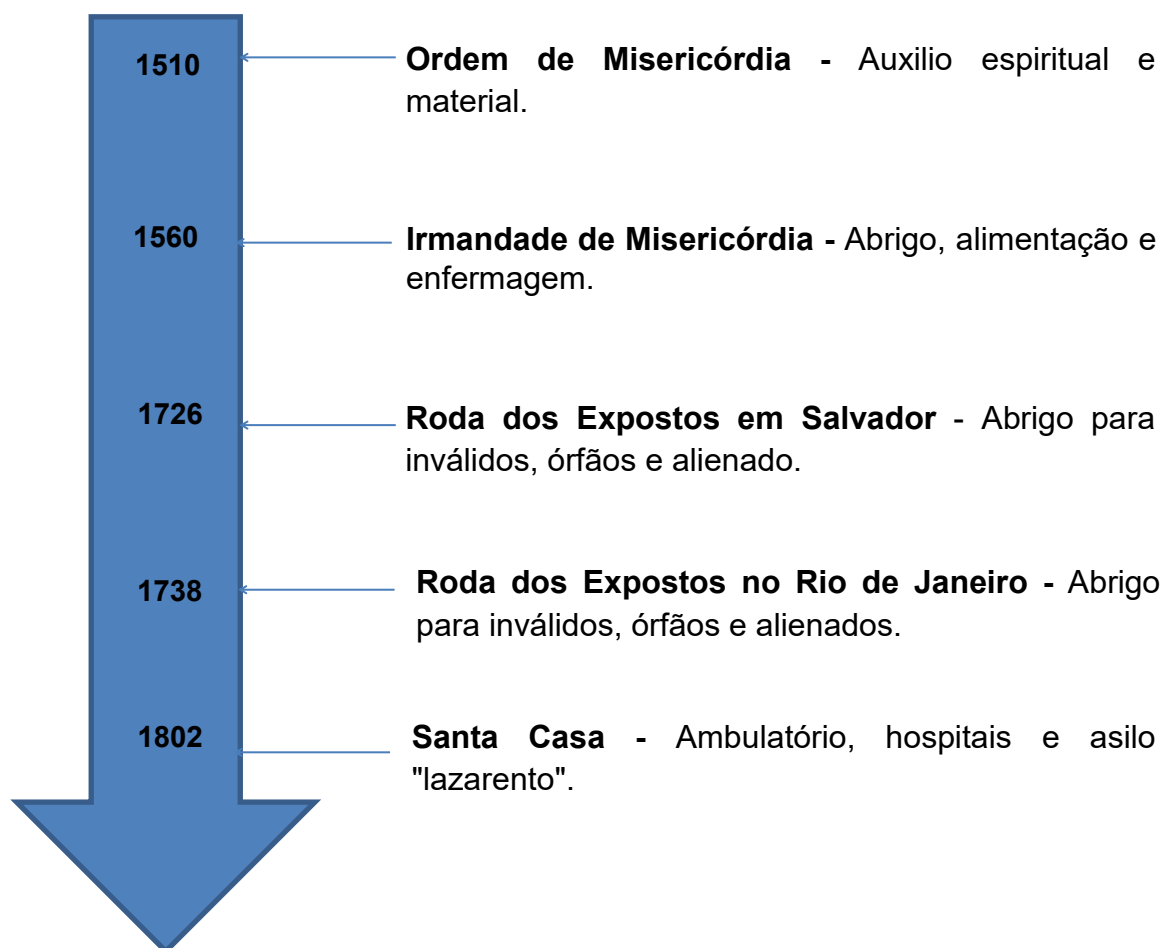 1510
Ordem de Misericórdia - Auxilio espiritual e
material.
1560
Irmandade de Misericórdia - Abrigo, alimentação e
enfermagem.
1726
Roda dos Expostos em Salvador - Abrigo para
inválidos, órfãos e alienado.
1738
Roda dos Expostos no Rio de Janeiro - Abrigo
para inválidos, órfãos e alienados.
1802
Santa Casa - Ambulatório, hospitais e asilo
"lazarento".